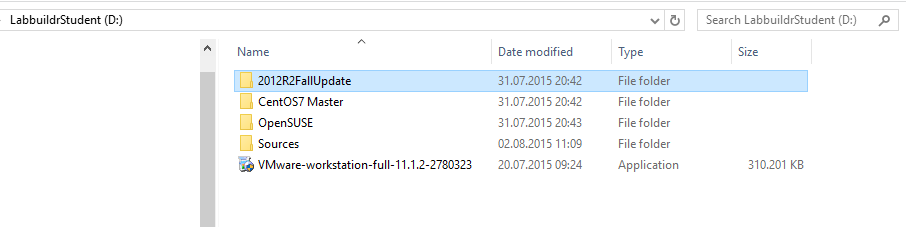 LabbuildrStudent (D:) Search LabbuildrStudent (D:)
Name Date modified Type Size
2012R2FallUpdate 31.07.2015 20:42 File folder
CentOS7 Master 31.07.2015 20:42 File folder
OpenSUSE 31.07.2015 20:43 File folder
Sources 02.08.2015 11:09 File folder
VMware-workstation-full-11.1.2-2780323 20.07.2015 09:24 Application 310.201 KB